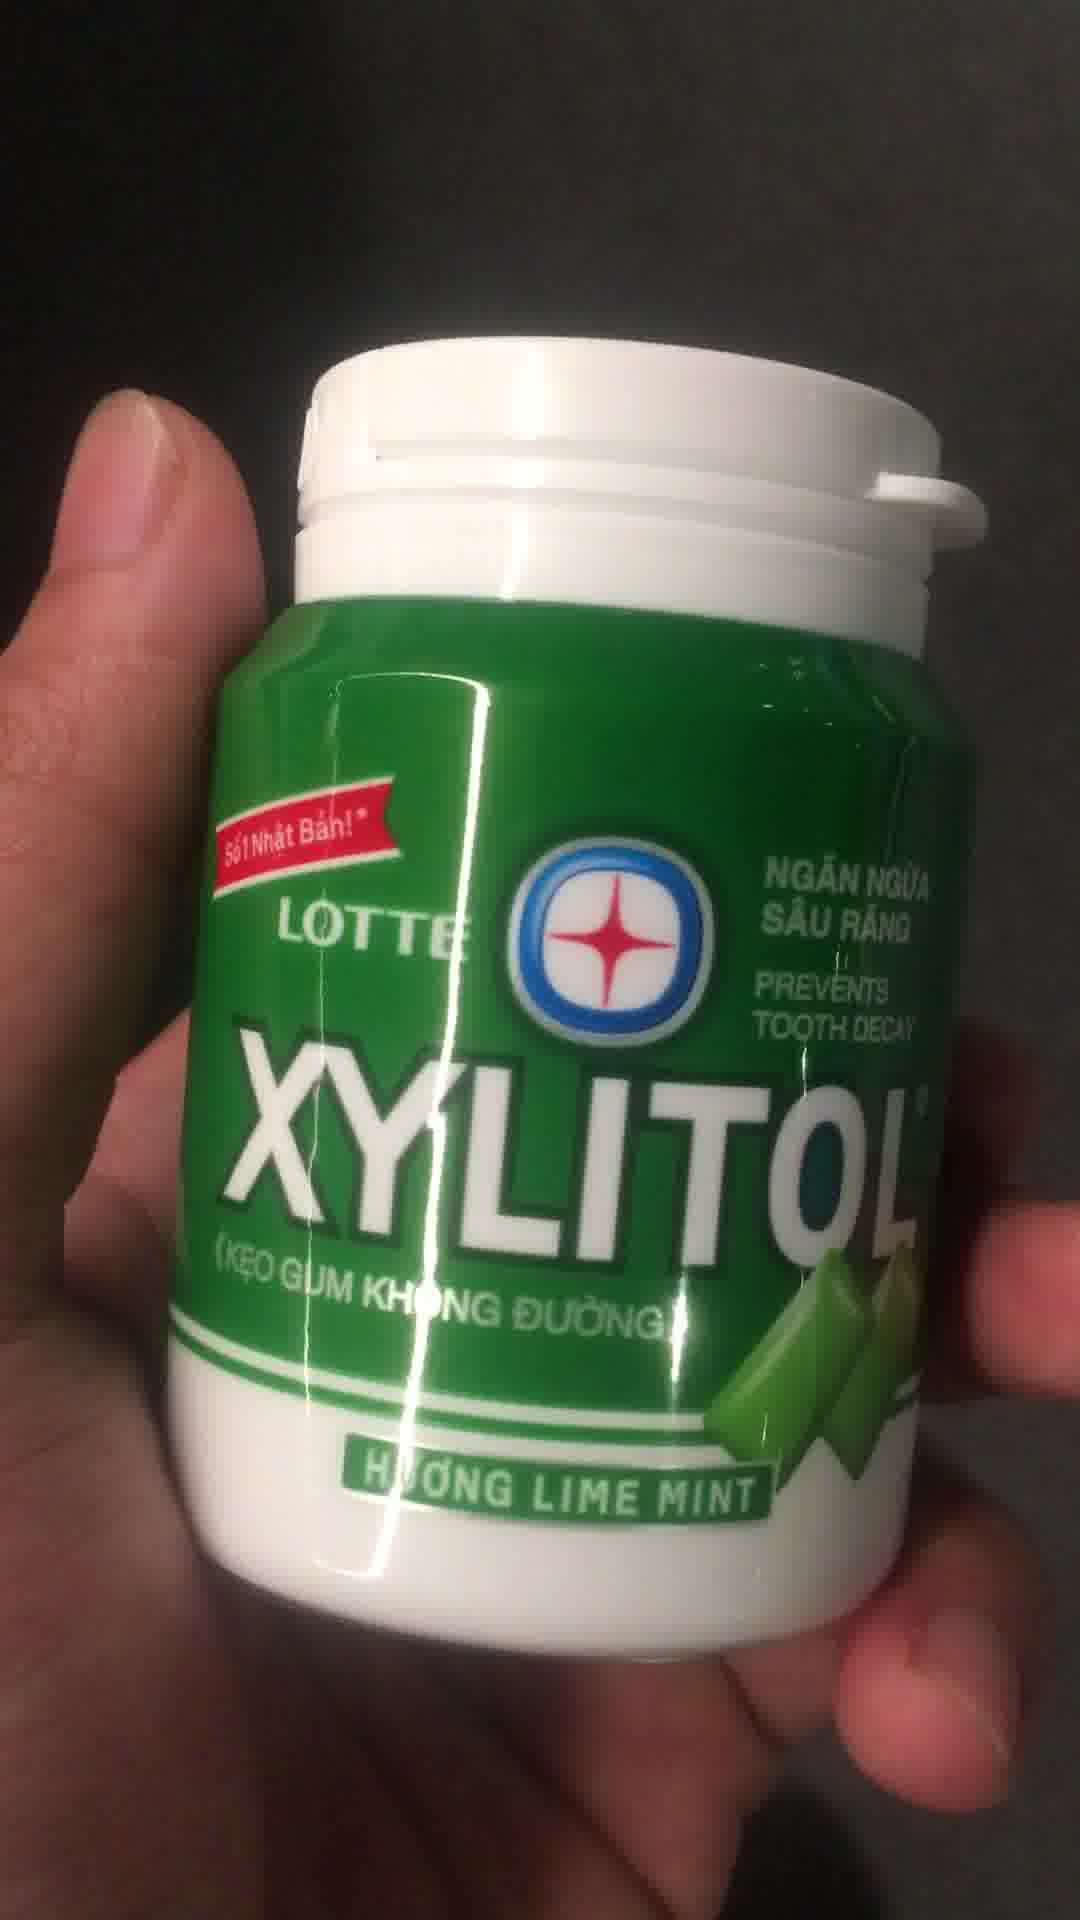 Số 1 Nhật Bản!*
LOTTE
NGĂN NGỪA
SÂU RĂNG
PREVENTS
TOOTH DECAY
XYLITOL
(KẸO GUM KHÔNG ĐƯỜNG)
HƯƠNG LIME MINT